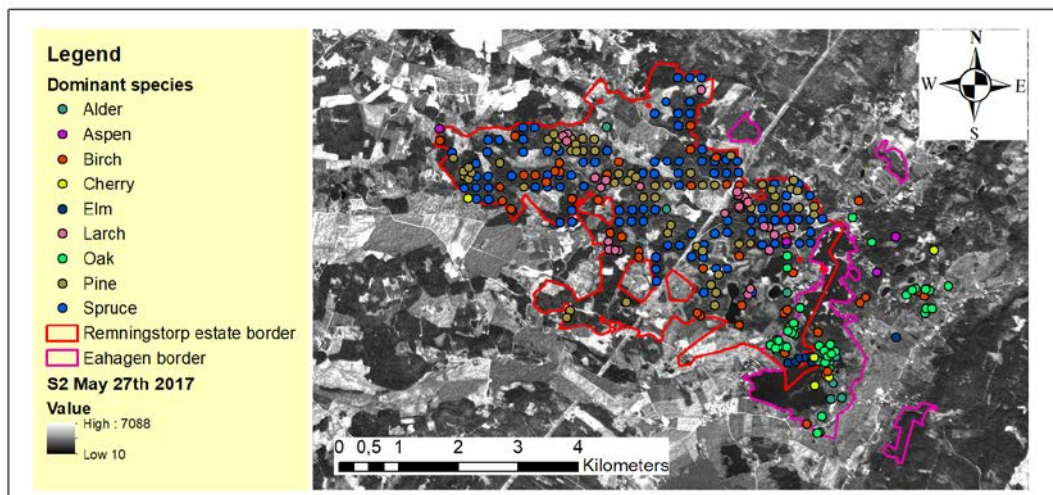 Legend
Dominant species
Alder
Aspen
Birch
Cherry
Elm
Larch
Oak
Pine
Spruce
Remningstorp estate border
Eahagen border
S2 May 27th 2017
Value
High : 7088
Low 10
N
W E
S
0 0,5 1 2 3 4
Kilometers